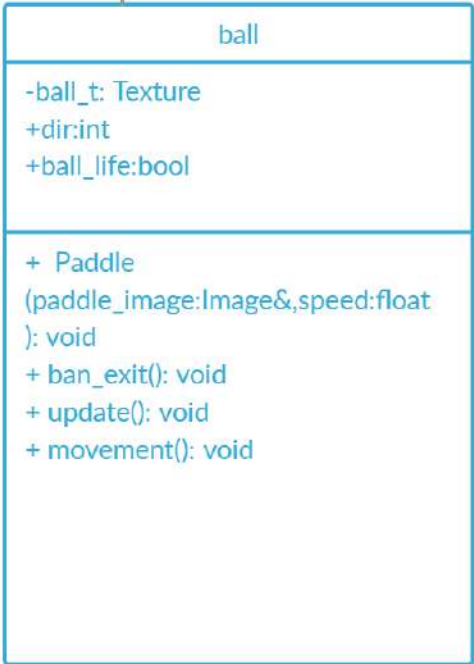 ball
-ball_t: Texture
+dir:int
+ball_life:bool
+ Paddle
(paddle_image:Image&,speed:float
): void
+ ban_exit(): void
+ update(): void
+ movement(): void